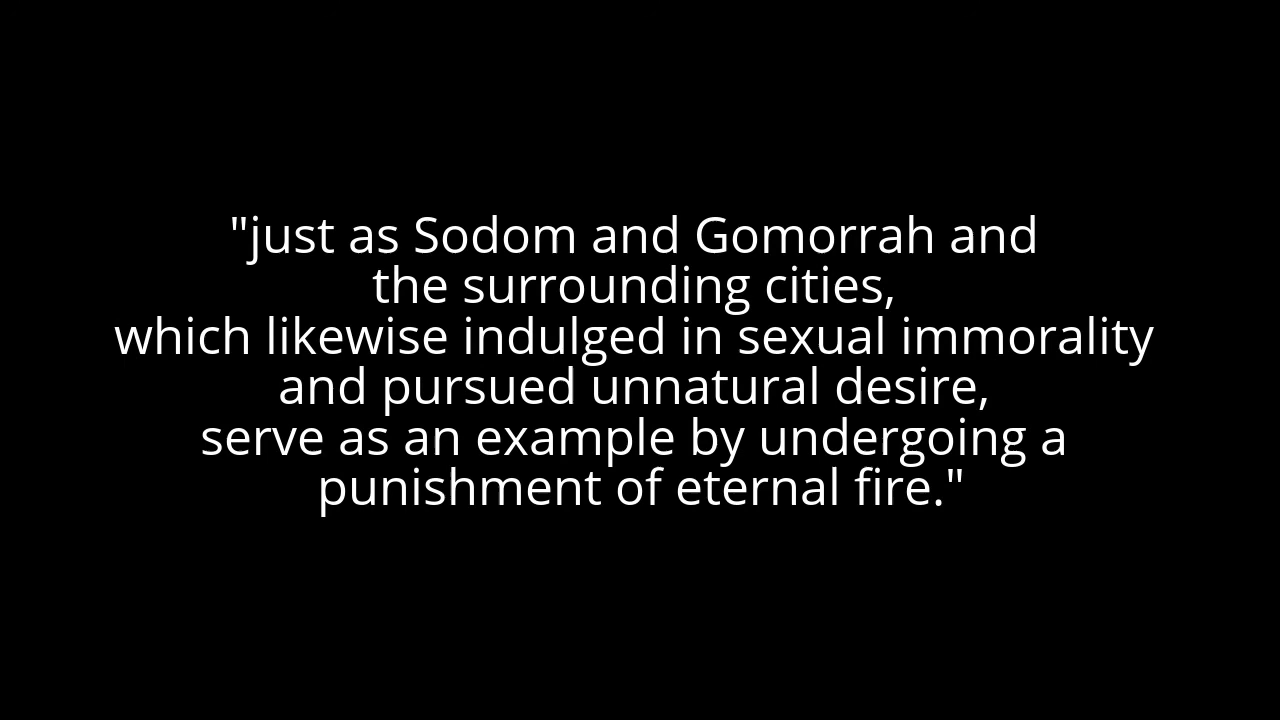 "just as Sodom and Gomorrah and
the surrounding cities,
which likewise indulged in sexual immorality
and pursued unnatural desire,
serve as an example by undergoing a
punishment of eternal fire."